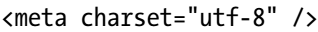 <meta charset="utf-8" />